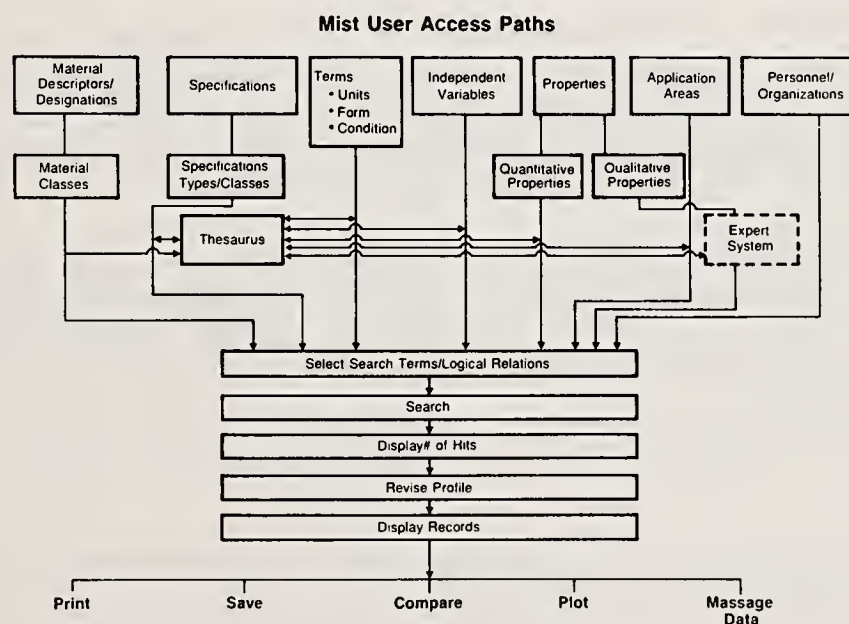 Mist User Access Paths
Material
Descriptors/
Designations
Specifications
Terms
• Units
• Form
• Condition
Independent
Variables
Properties
Application
Areas
Personnel/
Organizations
Material
Classes
Specifications
Types/Classes
Quantitative
Properties
Qualitative
Properties
Thesaurus
Expert
System
Select Search Terms/Logical Relations
Search
Display# of Hits
Revise Profile
Display Records
Print
Save
Compare
Plot
Massage
Data